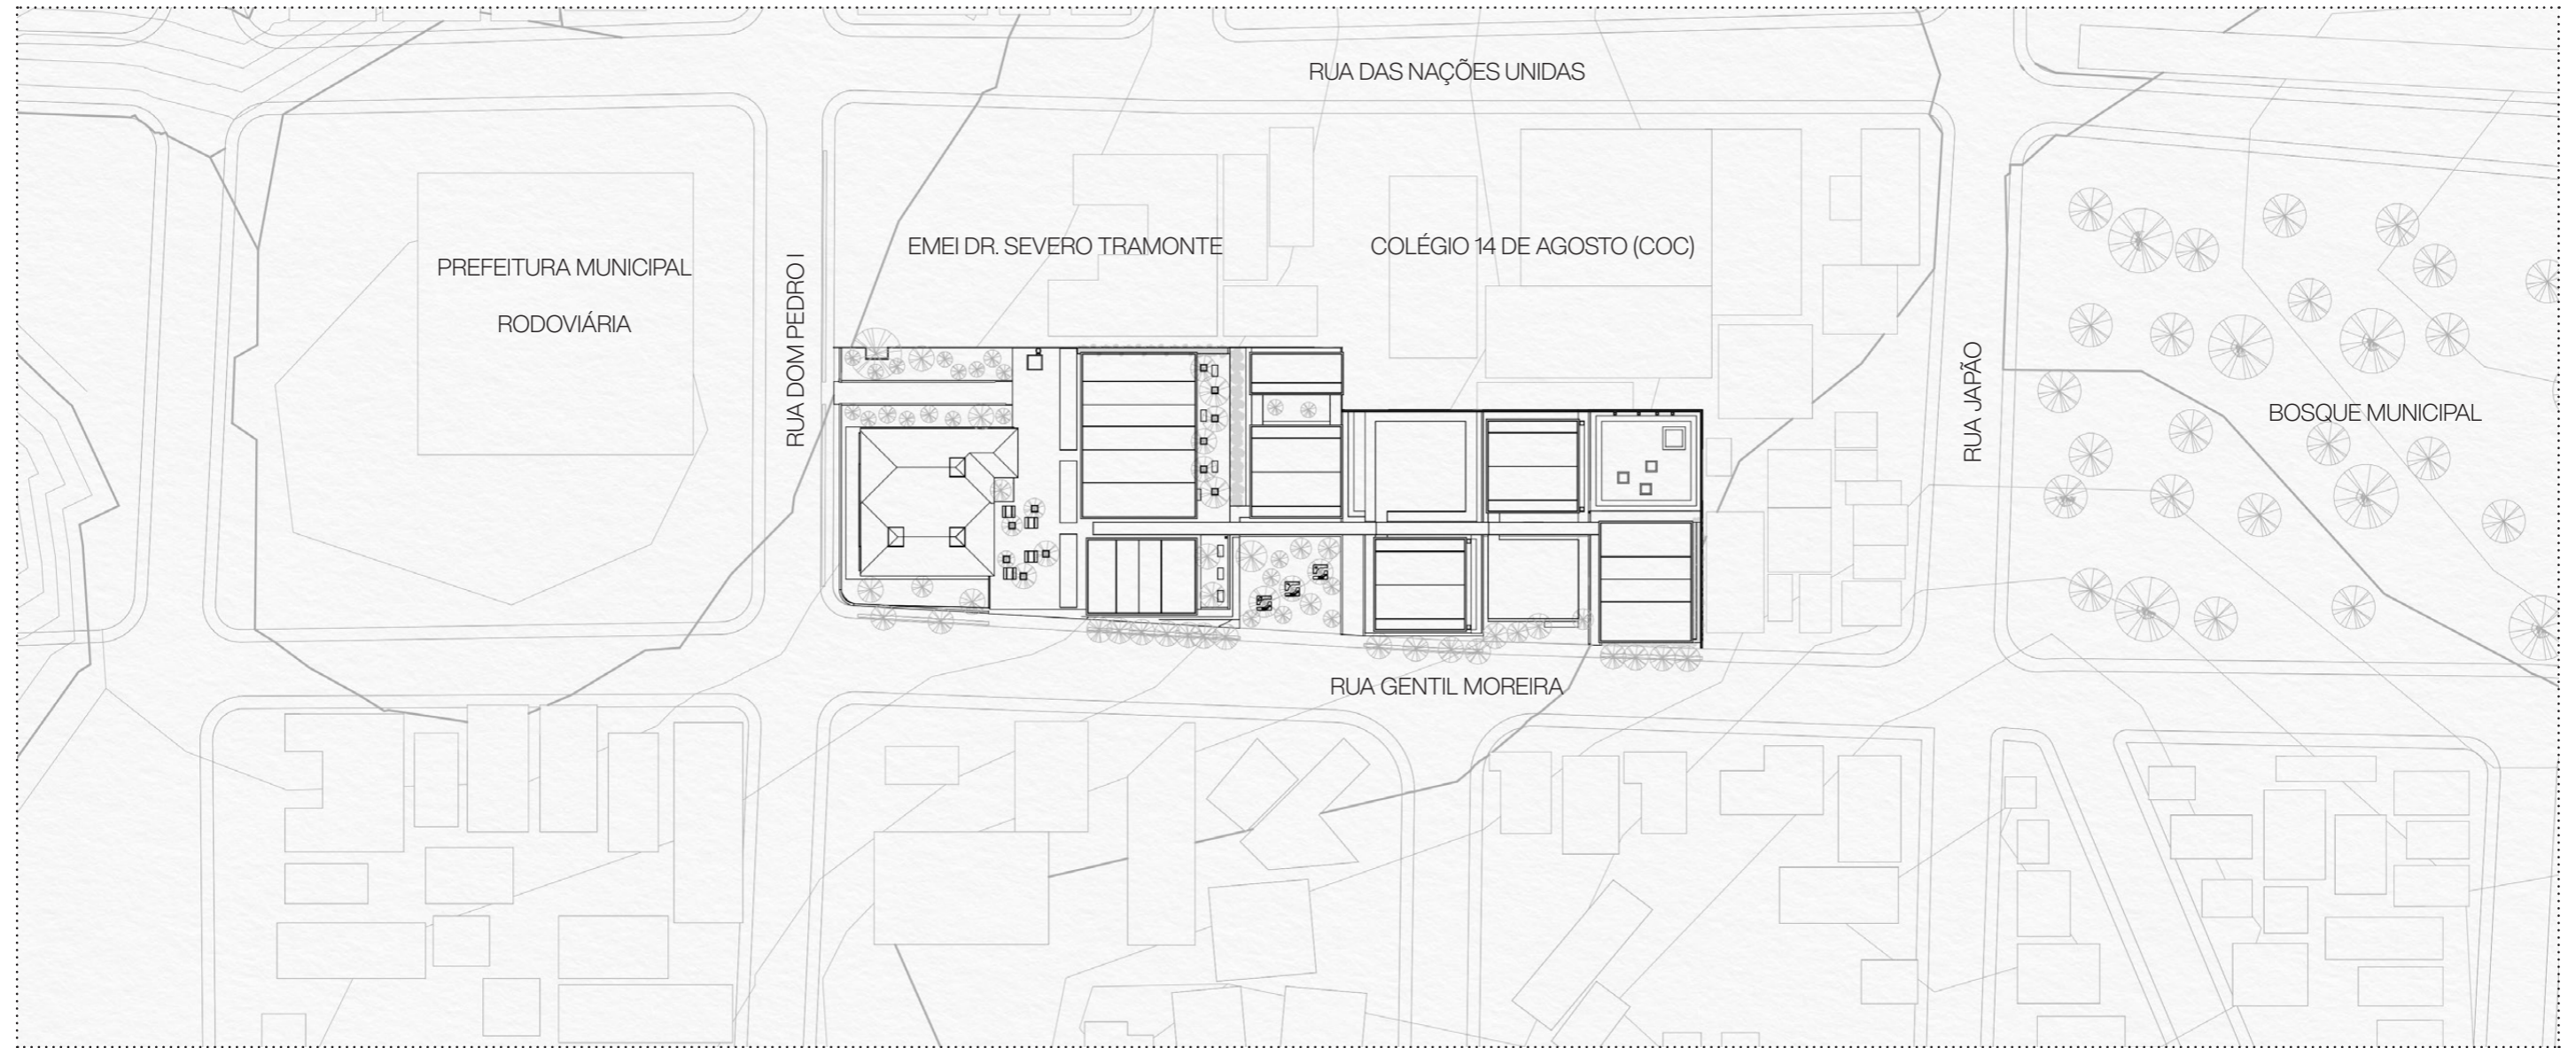 RUA DAS NAÇÕES UNIDAS
PREFEITURA MUNICIPAL
RODOVIÁRIA
RUA DOM PEDRO I
EMEI DR. SEVERO TRAMONTE
COLÉGIO 14 DE AGOSTO (COC)
RUA JAPÃO
BOSQUE MUNICIPAL
RUA GENTIL MOREIRA